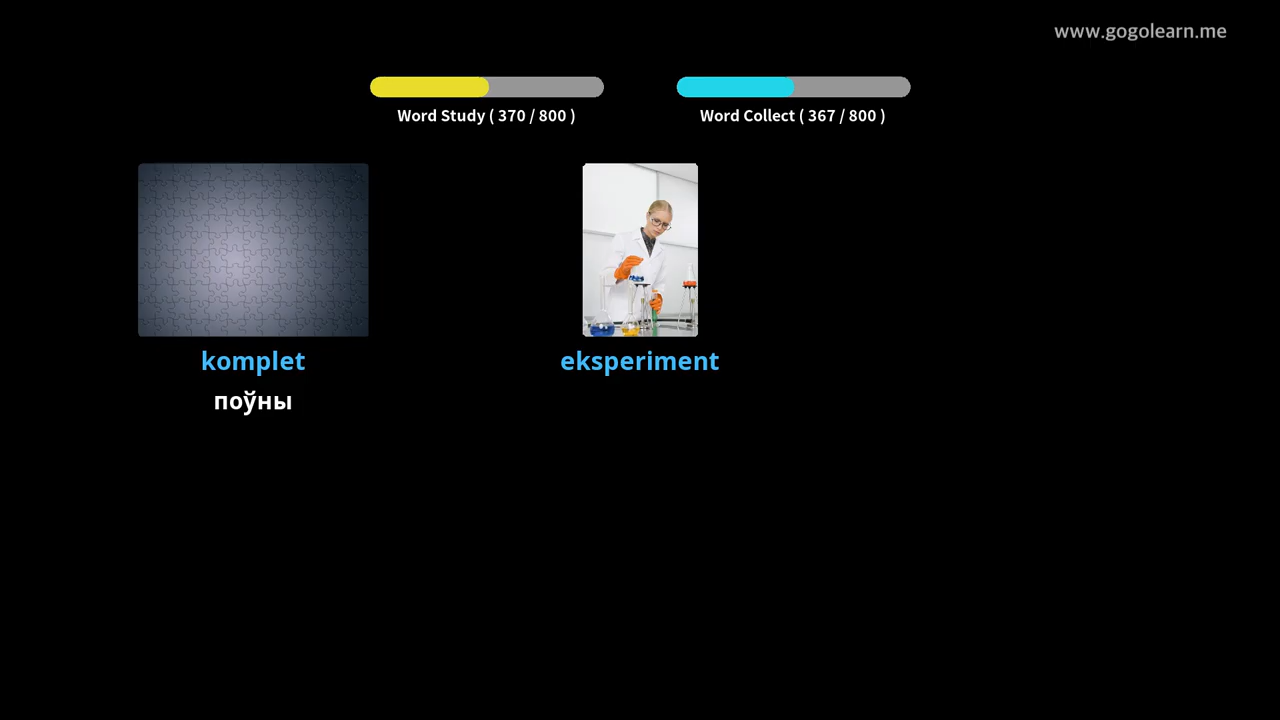 www.gogolearn.me
Word Study ( 370 / 800 )
Word Collect ( 367 / 800 )
komplet
eksperiment
поўны